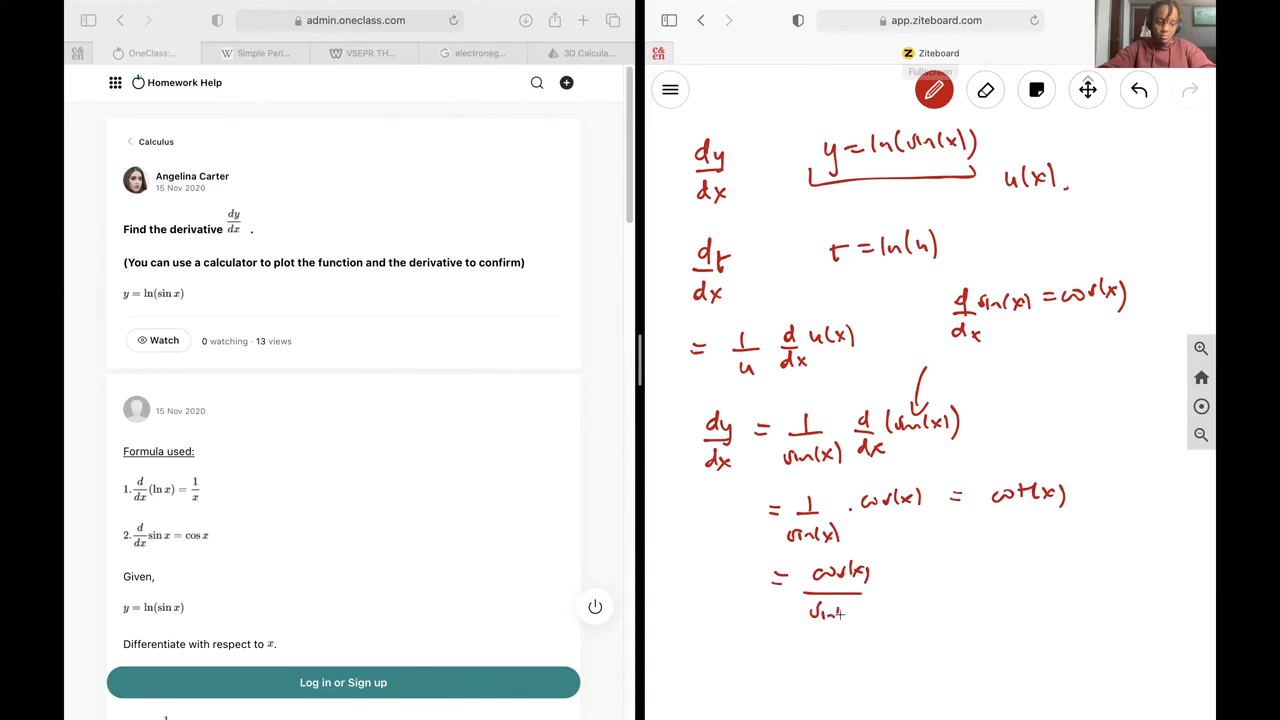 admin.oneclass.com
OneClass:...
Simple Peri...
VSEPR TH...
electroneg...
3D Calcula...
Homework Help
Calculus
Angelina Carter
15 Nov 2020
Find the derivative dy/dx .
(You can use a calculator to plot the function and the derivative to confirm)
y = ln(sin x)
Watch 0 watching · 13 views
15 Nov 2020
Formula used:
1. d/dx (ln x) = 1/x
2. d/dx sin x = cos x
Given,
y = ln(sin x)
Differentiate with respect to x.
Log in or Sign up
app.ziteboard.com
Ziteboard
Fullscreen
dy/dx y = ln(sin(x)) u(x).
dt/dx t = ln(u)
d/dx sin(x) = cos(x)
= 1/u d/dx u(x)
dy/dx = 1/sin(x) d/dx (sin(x))
= 1/sin(x) · cos(x) = cot(x)
= cos(x)/sin